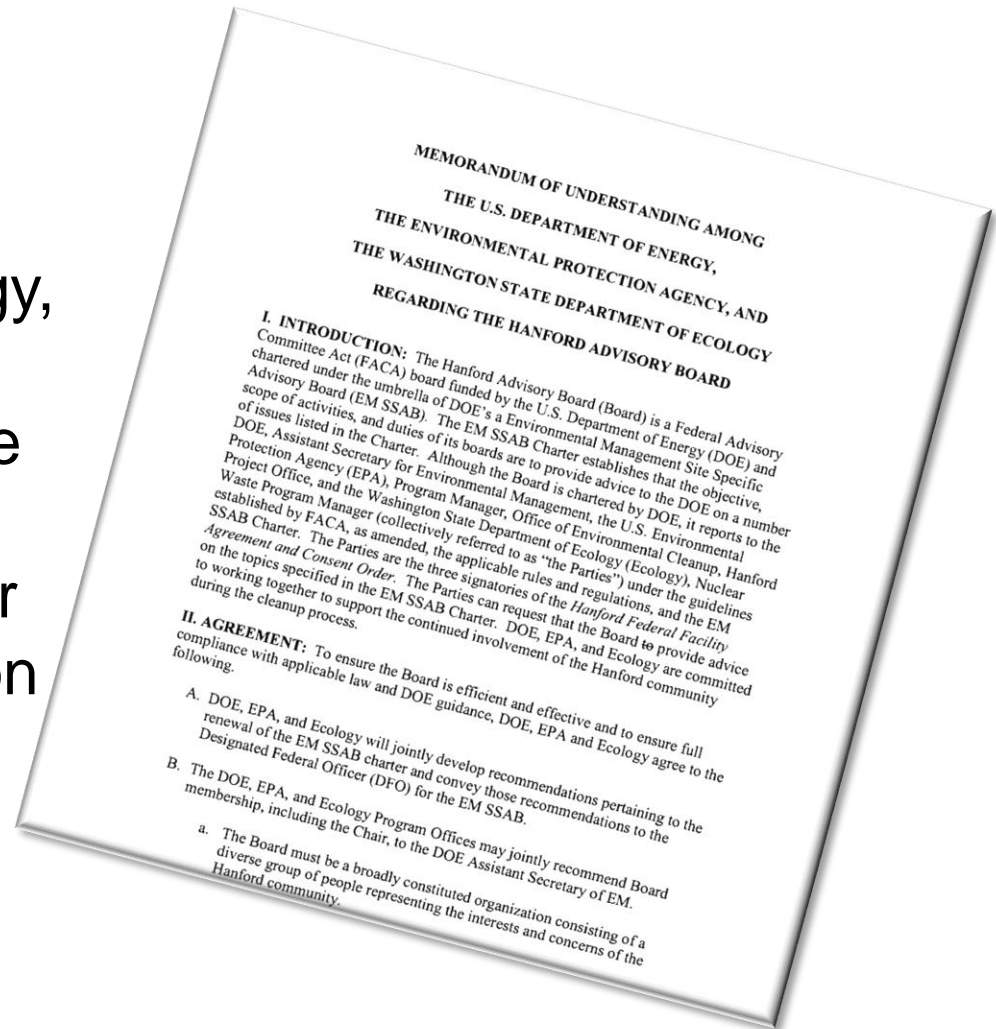 gy,
e
r
on
MEMORANDUM OF UNDERSTANDING AMONG
THE U.S. DEPARTMENT OF ENERGY,
THE ENVIRONMENTAL PROTECTION AGENCY, AND
THE WASHINGTON STATE DEPARTMENT OF ECOLOGY
REGARDING THE HANFORD ADVISORY BOARD
I. INTRODUCTION: The Hanford Advisory Board (Board) is a Federal Advisory
Committee Act (FACA) board funded by the U.S. Department of Energy (DOE) and
chartered under the umbrella of DOE's a Environmental Management Site Specific
Advisory Board (EM SSAB). The EM SSAB Charter establishes that the objective,
scope of activities, and duties of its boards are to provide advice to the DOE on a number
of issues listed in the Charter. Although the Board is chartered by DOE, it reports to the
DOE, Assistant Secretary for Environmental Management, the U.S. Environmental
Protection Agency (EPA), Program Manager, Office of Environmental Cleanup, Hanford
Project Office, and the Washington State Department of Ecology (Ecology), Nuclear
Waste Program Manager (collectively referred to as “the Parties”) under the guidelines
established by FACA, as amended, the applicable rules and regulations, and the EM
SSAB Charter. The Parties are the three signatories of the Hanford Federal Facility
Agreement and Consent Order. The Parties can request that the Board to provide advice
on the topics specified in the EM SSAB Charter. DOE, EPA, and Ecology are committed
to working together to support the continued involvement of the Hanford community
during the cleanup process.
II. AGREEMENT: To ensure the Board is efficient and effective and to ensure full
compliance with applicable law and DOE guidance, DOE, EPA and Ecology agree to the
following.
A. DOE, EPA, and Ecology will jointly develop recommendations pertaining to the
renewal of the EM SSAB charter and convey those recommendations to the
Designated Federal Officer (DFO) for the EM SSAB.
B. The DOE, EPA, and Ecology Program Offices may jointly recommend Board
membership, including the Chair, to the DOE Assistant Secretary of EM.
a. The Board must be a broadly constituted organization consisting of a
diverse group of people representing the interests and concerns of the
Hanford community.